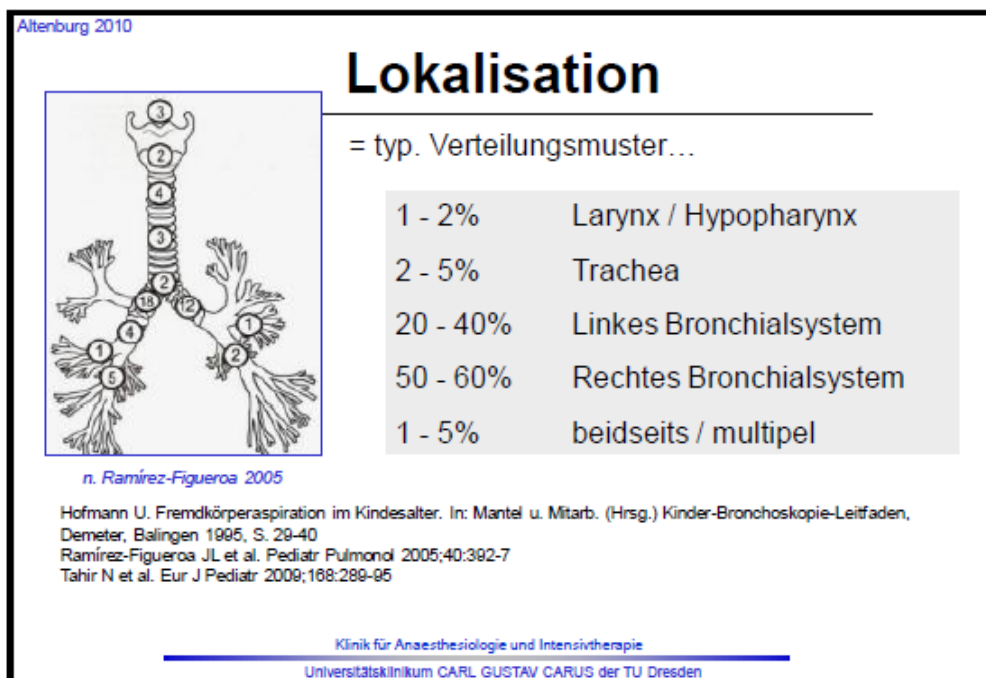 Altenburg 2010
Lokalisation
= typ. Verteilungsmuster...
3
2
4
3
2
18 12
4 1
1 2
5
1 - 2% Larynx / Hypopharynx
2 - 5% Trachea
20 - 40% Linkes Bronchialsystem
50 - 60% Rechtes Bronchialsystem
1 - 5% beidseits / multipel
n. Ramírez-Figueroa 2005
Hofmann U. Fremdkörperaspiration im Kindesalter. In: Mantel u. Mitarb. (Hrsg.) Kinder-Bronchoskopie-Leitfaden,
Demeter, Balingen 1995, S. 29-40
Ramírez-Figueroa JL et al. Pediatr Pulmonol 2005;40:392-7
Tahir N et al. Eur J Pediatr 2009;168:289-95
Klinik für Anaesthesiologie und Intensivtherapie
Universitätsklinikum CARL GUSTAV CARUS der TU Dresden